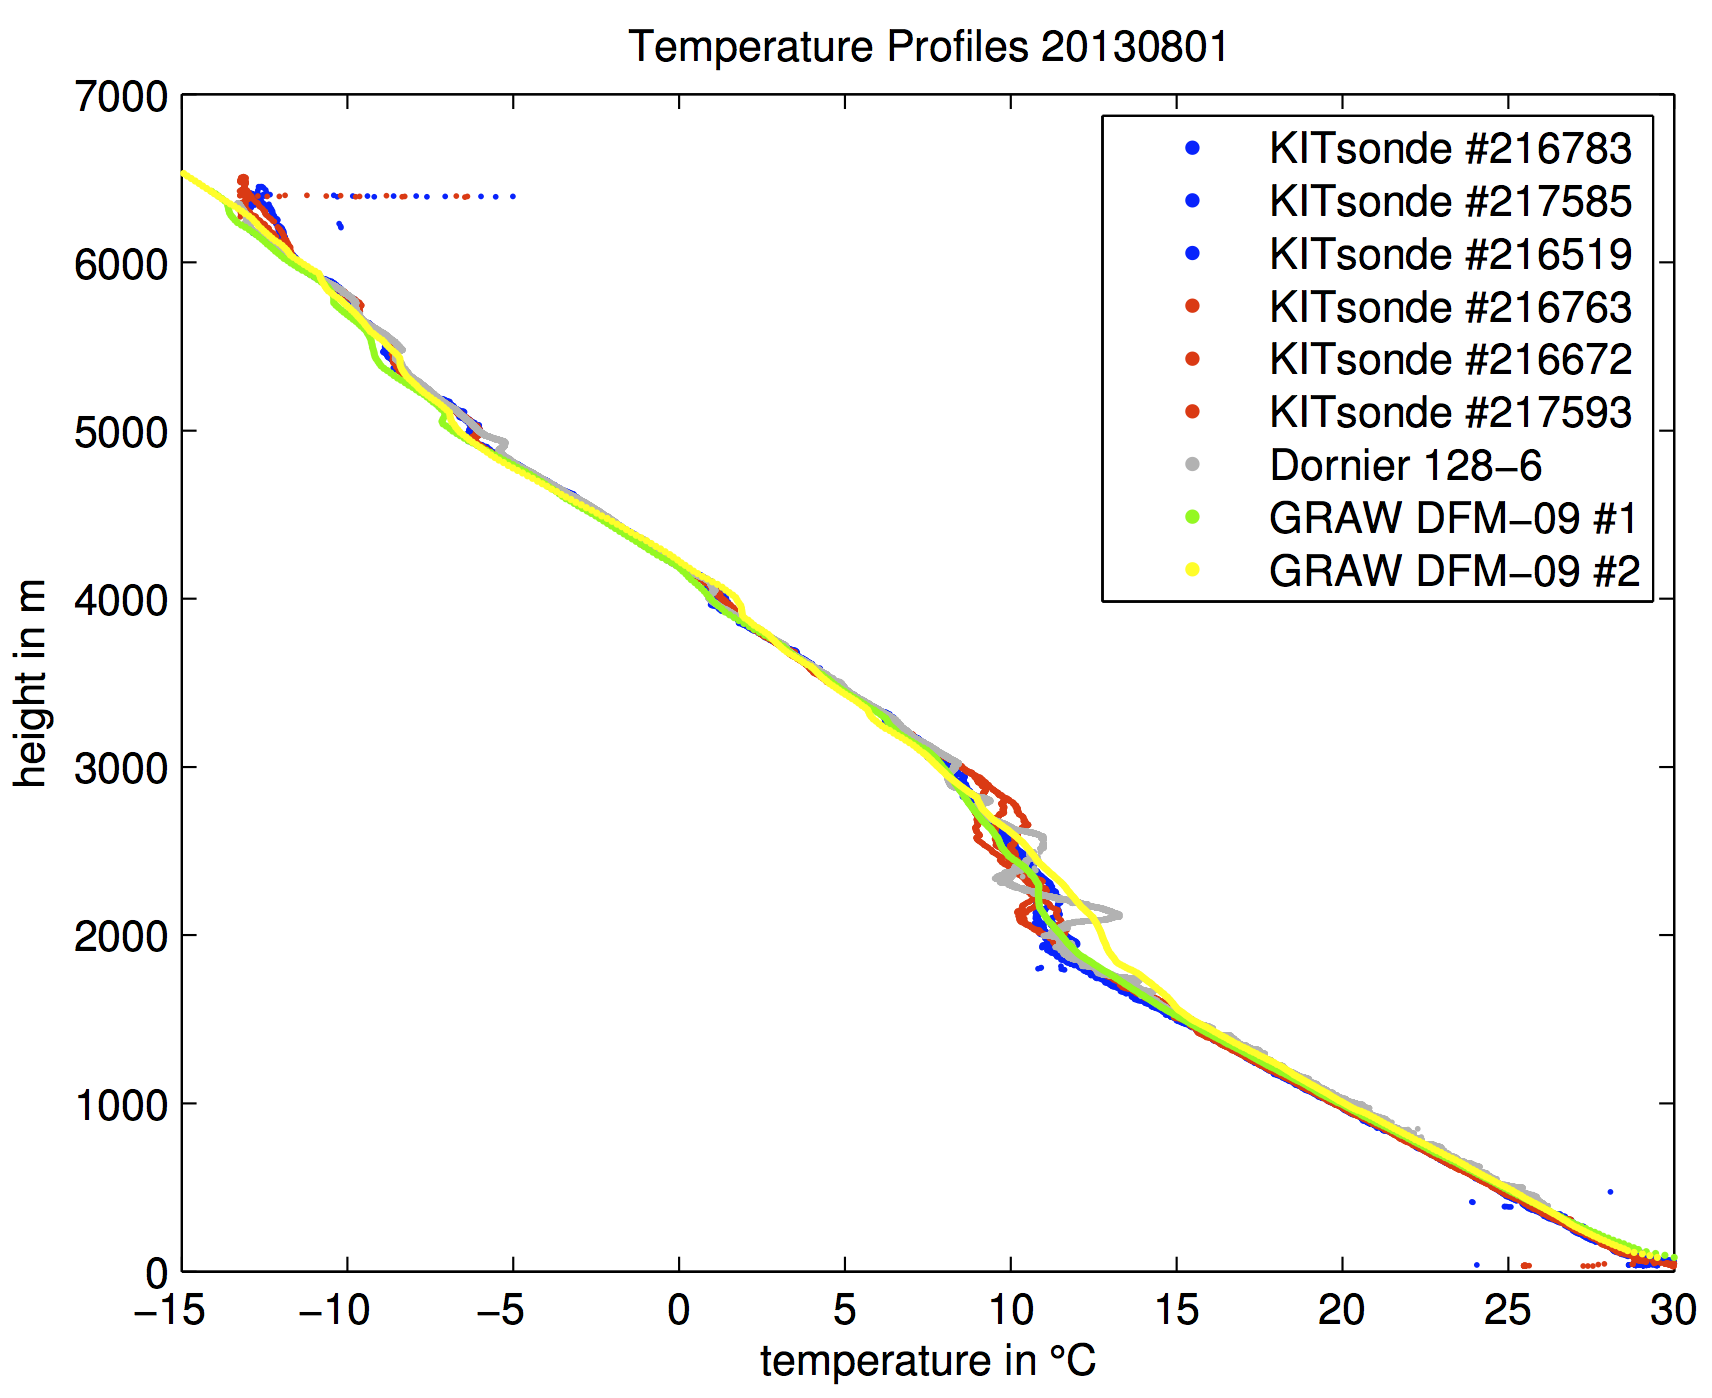 Temperature Profiles 20130801
7000
6000
5000
4000
3000
2000
1000
0
height in m
KITsonde #216783
KITsonde #217585
KITsonde #216519
KITsonde #216763
KITsonde #216672
KITsonde #217593
Dornier 128−6
GRAW DFM−09 #1
GRAW DFM−09 #2
−15 −10 −5 0 5 10 15 20 25 30
temperature in °C